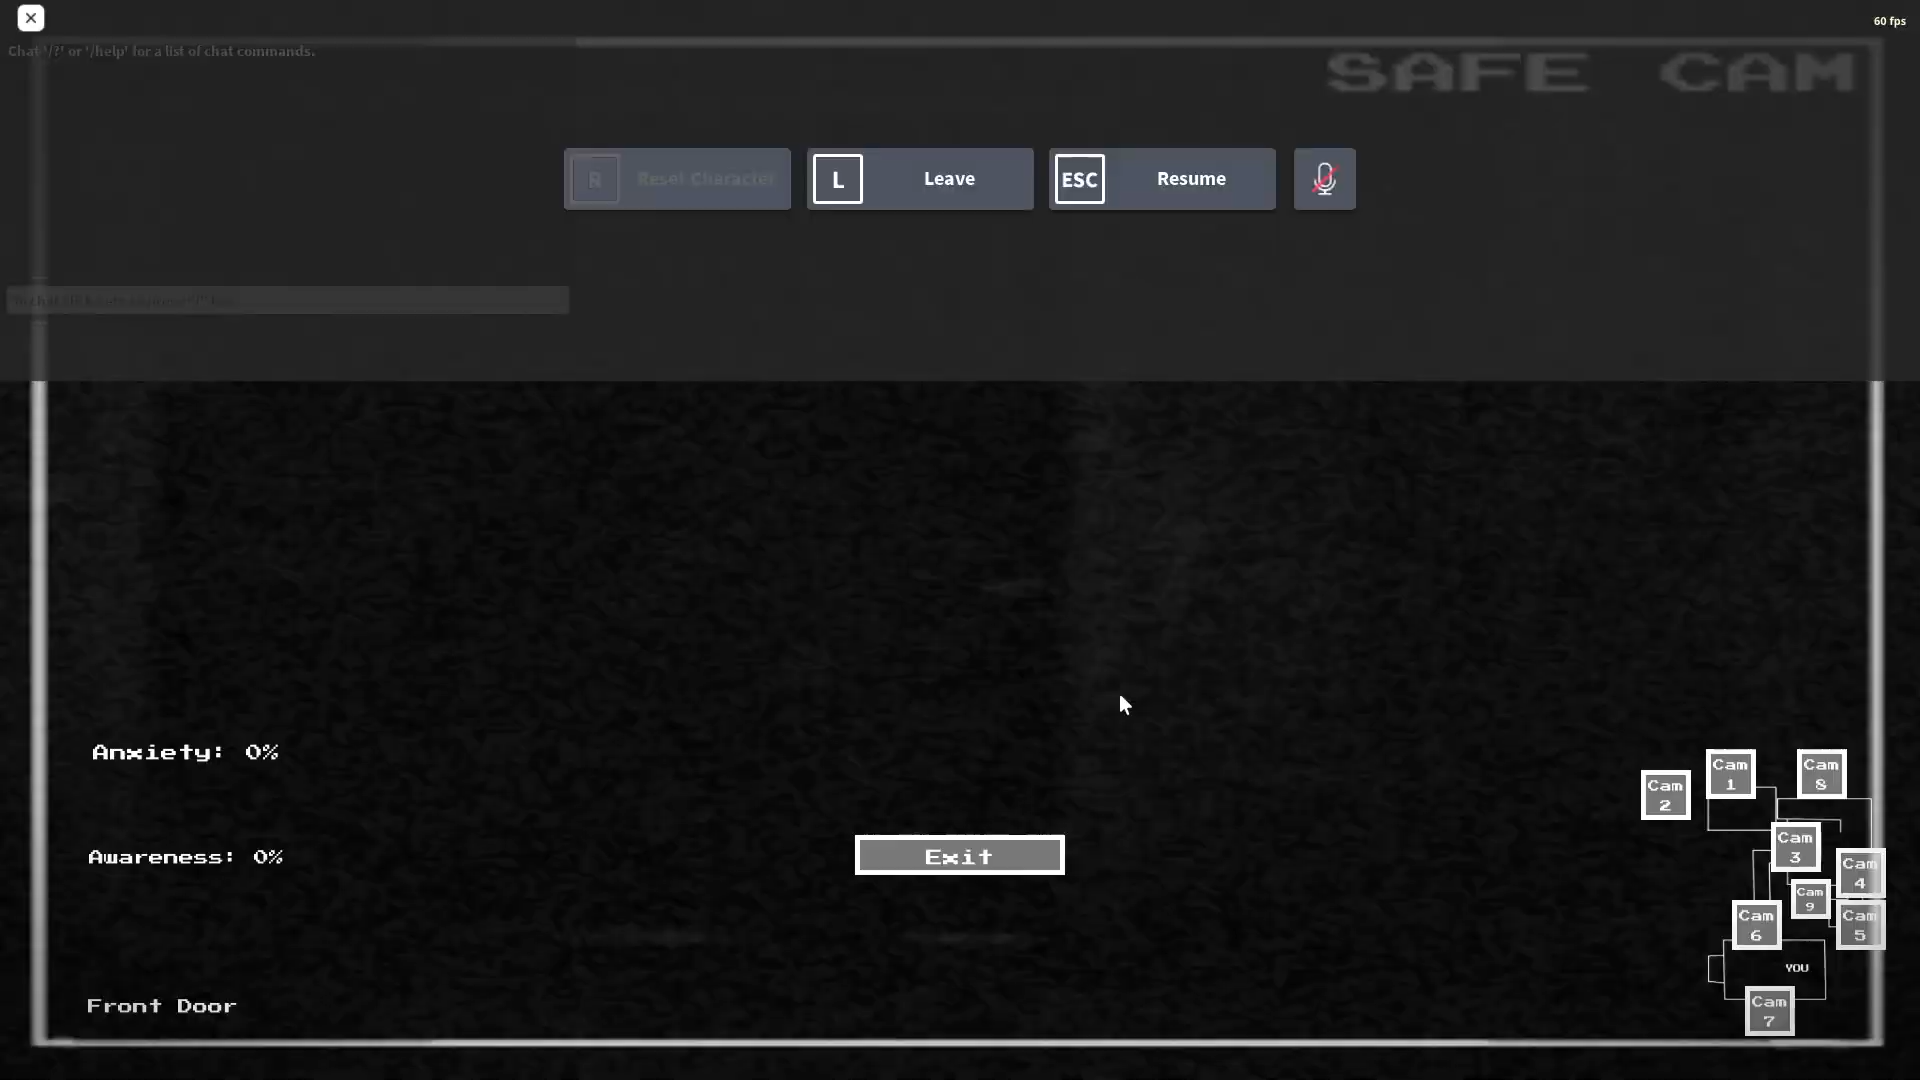 60 fps
Chat '/?' or '/help' for a list of chat commands.
SAFE CAM
R Reset Character
L Leave
ESC Resume
Anxiety: 0%
Awareness: 0%
Exit
Front Door
Cam 1
Cam 8
Cam 2
Cam 3
Cam 4
Cam 9
Cam 6
Cam 5
YOU
Cam 7